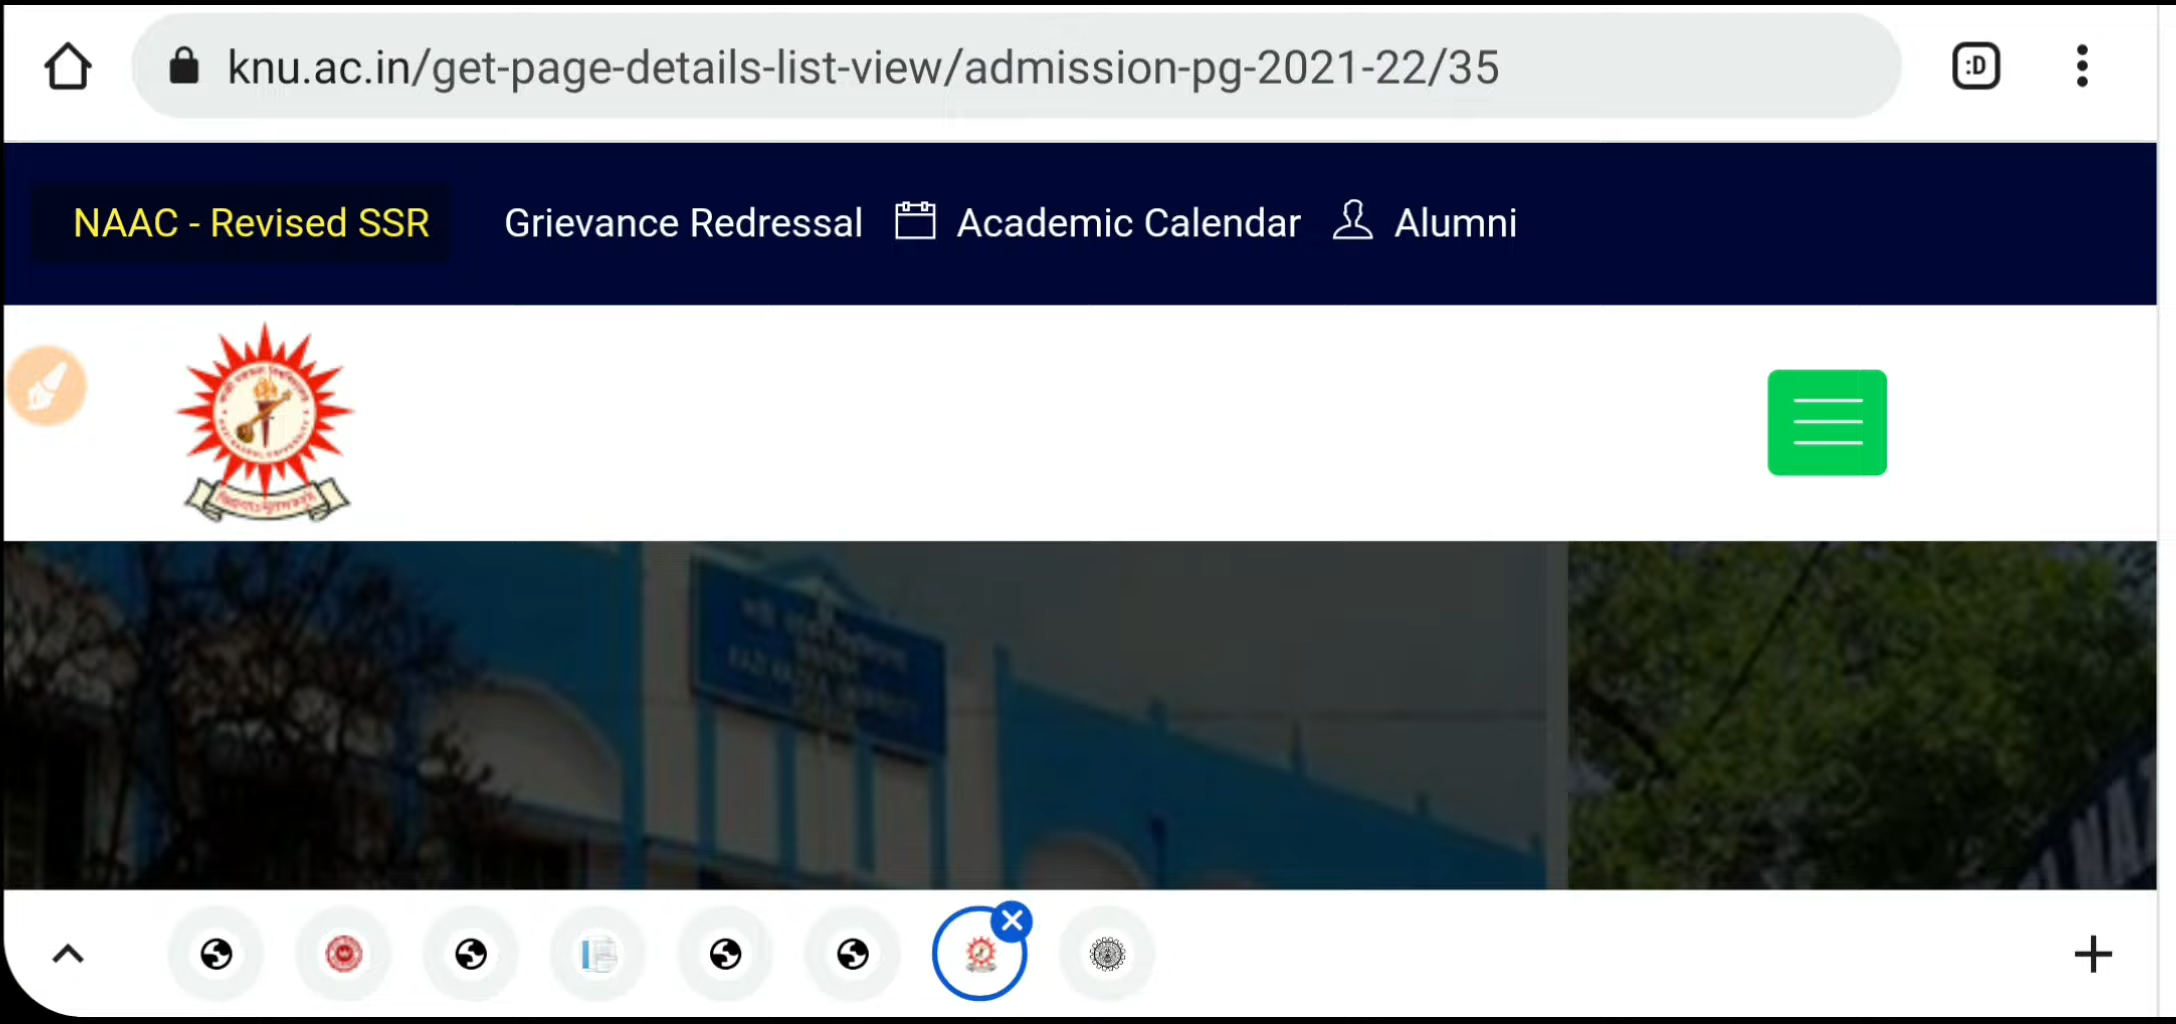 knu.ac.in/get-page-details-list-view/admission-pg-2021-22/35
:D
NAAC - Revised SSR Grievance Redressal Academic Calendar Alumni